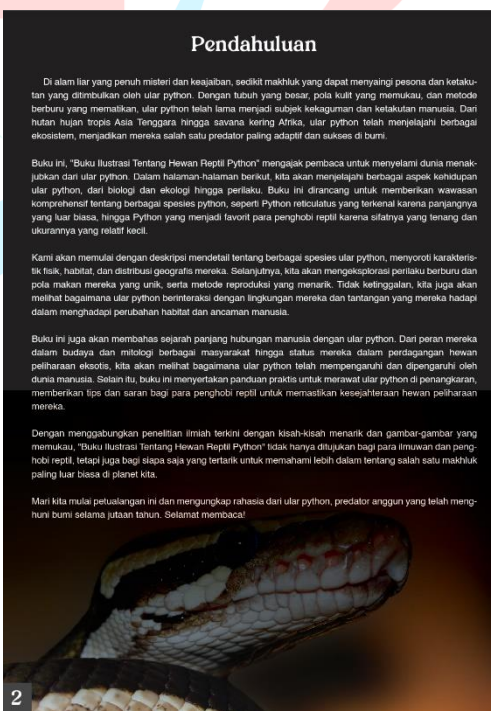 Pendahuluan
Di alam liar yang penuh misteri dan keajaiban, sedikit makhluk yang dapat menyaingi pesona dan ketaku-
tan yang ditimbulkan oleh ular python. Dengan tubuh yang besar, pola kulit yang memukau, dan metode
berburu yang mematikan, ular python telah lama menjadi subjek kekaguman dan ketakutan manusia. Dari
hutan hujan tropis Asia Tenggara hingga savana kering Afrika, ular python telah menjelajahi berbagai
ekosistem, menjadikan mereka salah satu predator paling adaptif dan sukses di bumi.
Buku ini, "Buku Ilustrasi Tentang Hewan Reptil Python" mengajak pembaca untuk menyelami dunia menak-
jubkan dari ular python. Dalam halaman-halaman berikut, kita akan menjelajahi berbagai aspek kehidupan
ular python, dari biologi dan ekologi hingga perilaku. Buku ini dirancang untuk memberikan wawasan
komprehensif tentang berbagai spesies python, seperti Python reticulatus yang terkenal karena panjangnya
yang luar biasa, hingga Python yang menjadi favorit para penghobi reptil karena sifatnya yang tenang dan
ukurannya yang relatif kecil.
Kami akan memulai dengan deskripsi mendetail tentang berbagai spesies ular python, menyoroti karakteris-
tik fisik, habitat, dan distribusi geografis mereka. Selanjutnya, kita akan mengeksplorasi perilaku berburu dan
pola makan mereka yang unik, serta metode reproduksi yang menarik. Tidak ketinggalan, kita juga akan
melihat bagaimana ular python berinteraksi dengan lingkungan mereka dan tantangan yang mereka hadapi
dalam menghadapi perubahan habitat dan ancaman manusia.
Buku ini juga akan membahas sejarah panjang hubungan manusia dengan ular python. Dari peran mereka
dalam budaya dan mitologi berbagai masyarakat hingga status mereka dalam perdagangan hewan
peliharaan eksotis, kita akan melihat bagaimana ular python telah mempengaruhi dan dipengaruhi oleh
dunia manusia. Selain itu, buku ini menyertakan panduan praktis untuk merawat ular python di penangkaran,
memberikan tips dan saran bagi para penghobi reptil untuk memastikan kesejahteraan hewan peliharaan
mereka.
Dengan menggabungkan penelitian ilmiah terkini dengan kisah-kisah menarik dan gambar-gambar yang
memukau, "Buku Ilustrasi Tentang Hewan Reptil Python" tidak hanya ditujukan bagi para ilmuwan dan peng-
hobi reptil, tetapi juga bagi siapa saja yang tertarik untuk memahami lebih dalam tentang salah satu makhluk
paling luar biasa di planet kita.
Mari kita mulai petualangan ini dan mengungkap rahasia dari ular python, predator anggun yang telah meng-
huni bumi selama jutaan tahun. Selamat membaca!
2